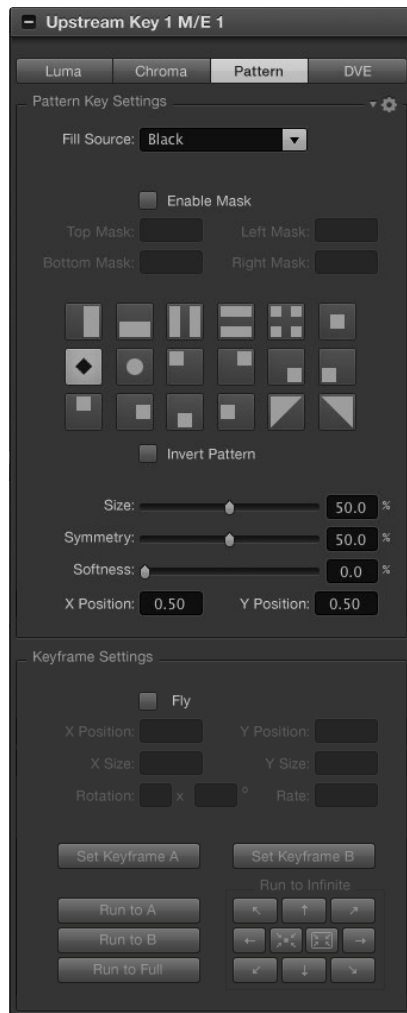 Upstream Key 1 M/E 1
Luma Chroma Pattern DVE
Pattern Key Settings
Fill Source: Black
Enable Mask
Top Mask: Left Mask:
Bottom Mask: Right Mask:
Invert Pattern
Size: 50.0 %
Symmetry: 50.0 %
Softness: 0.0 %
X Position: 0.50 Y Position: 0.50
Keyframe Settings
Fly
X Position: Y Position:
X Size: Y Size:
Rotation: x ° Rate:
Set Keyframe A Set Keyframe B
Run to Infinite
Run to A
Run to B
Run to Full